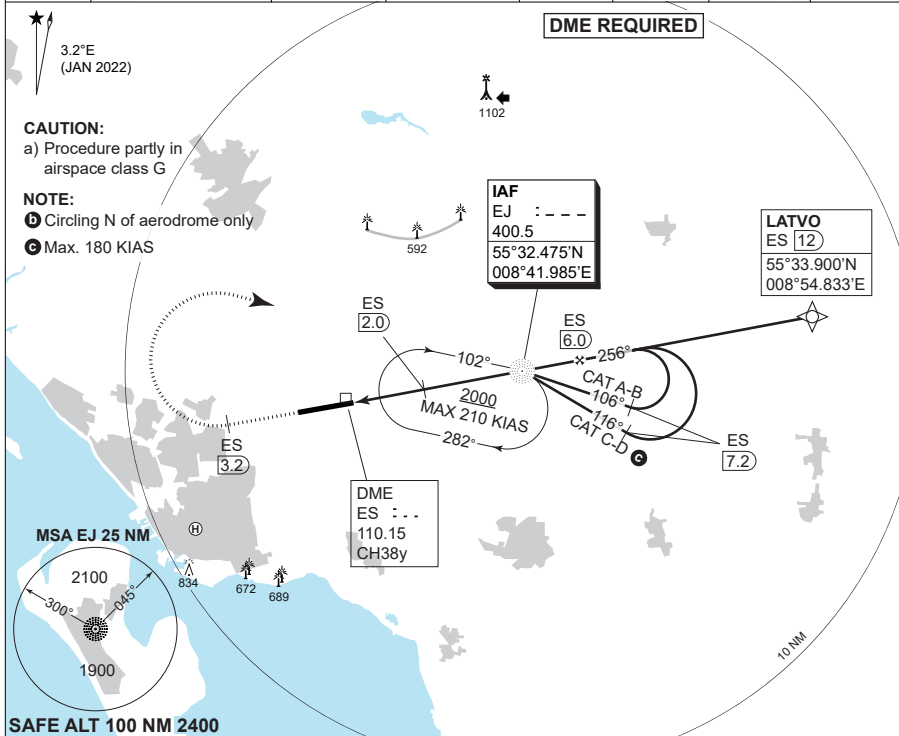 DME REQUIRED
3.2°E
(JAN 2022)
1102
CAUTION:
a) Procedure partly in
airspace class G
NOTE:
b Circling N of aerodrome only
c Max. 180 KIAS
592
IAF
EJ : – – –
400.5
55°32.475'N
008°41.985'E
LATVO
ES 12
55°33.900'N
008°54.833'E
ES
2.0
ES
6.0
102°
256°
CAT A-B
106°
2000
MAX 210 KIAS
116°
CAT C-D c
282°
ES
7.2
ES
3.2
DME
ES : - -
110.15
CH38y
H
MSA EJ 25 NM
834
672
689
2100
300°
045°
1900
10 NM
SAFE ALT 100 NM 2400